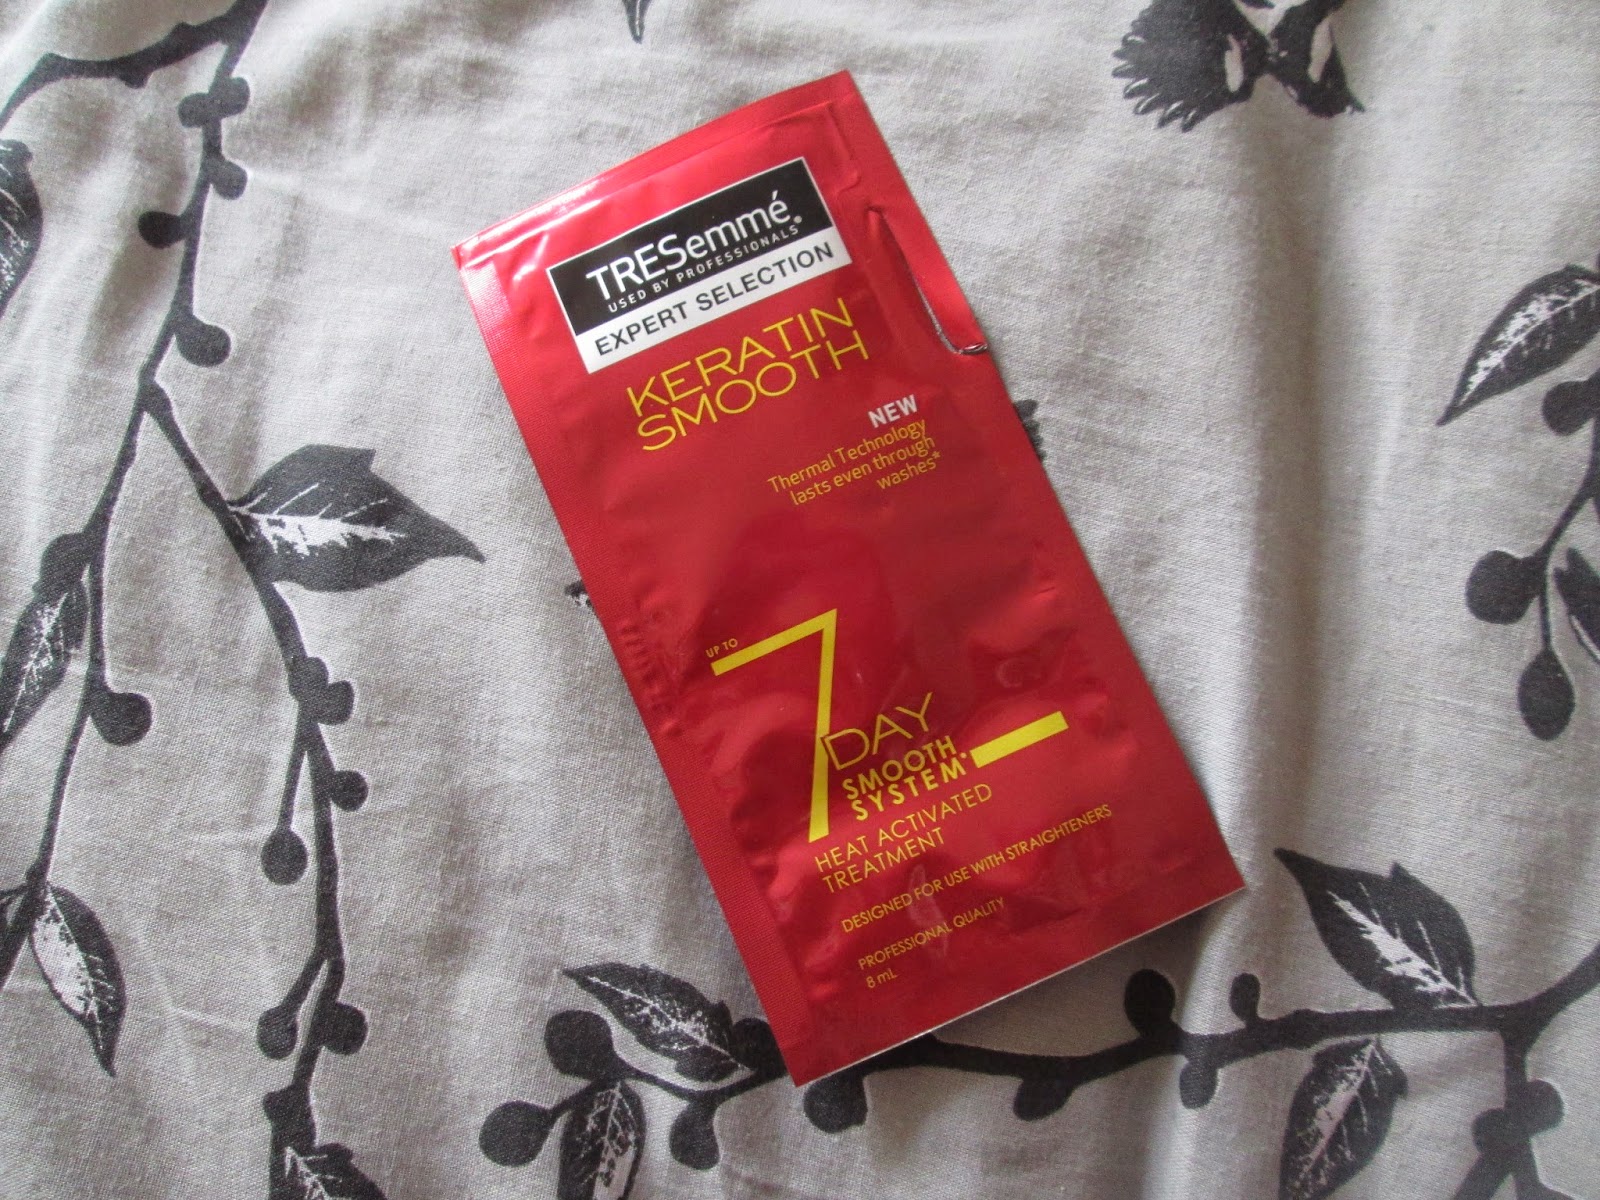 TRESemmé®
USED BY PROFESSIONALS
EXPERT SELECTION
KERATIN
SMOOTH
NEW
Thermal Technology
lasts even through
washes*
UP TO
7
DAY
SMOOTH
SYSTEM*
HEAT ACTIVATED
TREATMENT
DESIGNED FOR USE WITH STRAIGHTENERS
PROFESSIONAL QUALITY
8 mL